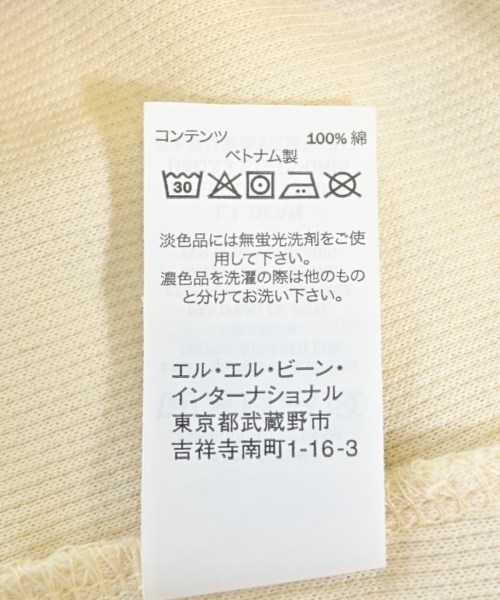 コンテンツ 100% 綿
ベトナム製
30
淡色品には無蛍光洗剤をご使
用して下さい。
濃色品を洗濯の際は他のもの
と分けてお洗い下さい。
エル・エル・ビーン・
インターナショナル
東京都武蔵野市
吉祥寺南町1-16-3